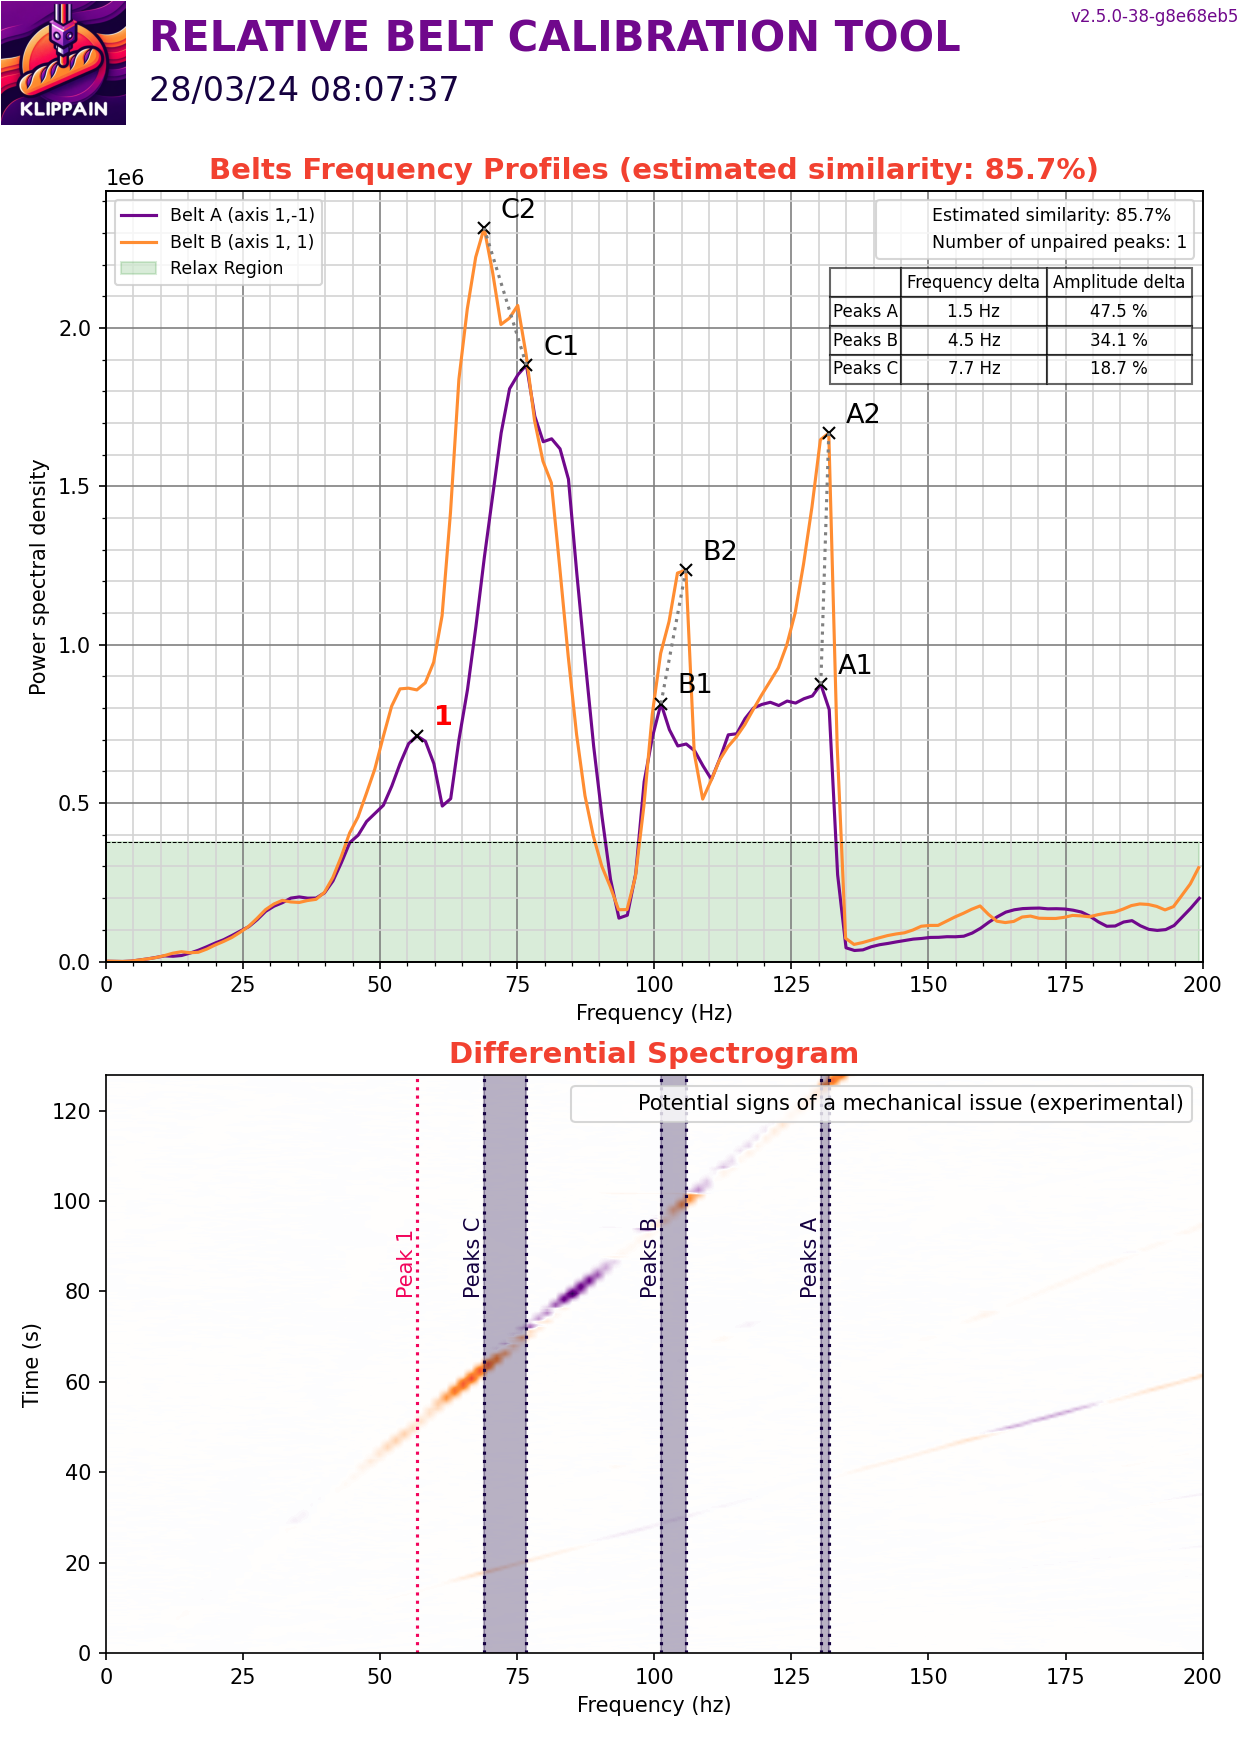 v2.5.0-38-g8e68eb5
RELATIVE BELT CALIBRATION TOOL
28/03/24 08:07:37
KLIPPAIN
Belts Frequency Profiles (estimated similarity: 85.7%)
1e6
Belt A (axis 1,-1)
Belt B (axis 1, 1)
Relax Region
Estimated similarity: 85.7%
Number of unpaired peaks: 1
Frequency delta Amplitude delta
Peaks A 1.5 Hz 47.5 %
Peaks B 4.5 Hz 34.1 %
Peaks C 7.7 Hz 18.7 %
C2
C1
A2
B2
A1
B1
1
Power spectral density
2.0
1.5
1.0
0.5
0.0
0 25 50 75 100 125 150 175 200
Frequency (Hz)
Differential Spectrogram
Potential signs of a mechanical issue (experimental)
Peak 1
Peaks C
Peaks B
Peaks A
Time (s)
120
100
80
60
40
20
0
0 25 50 75 100 125 150 175 200
Frequency (hz)